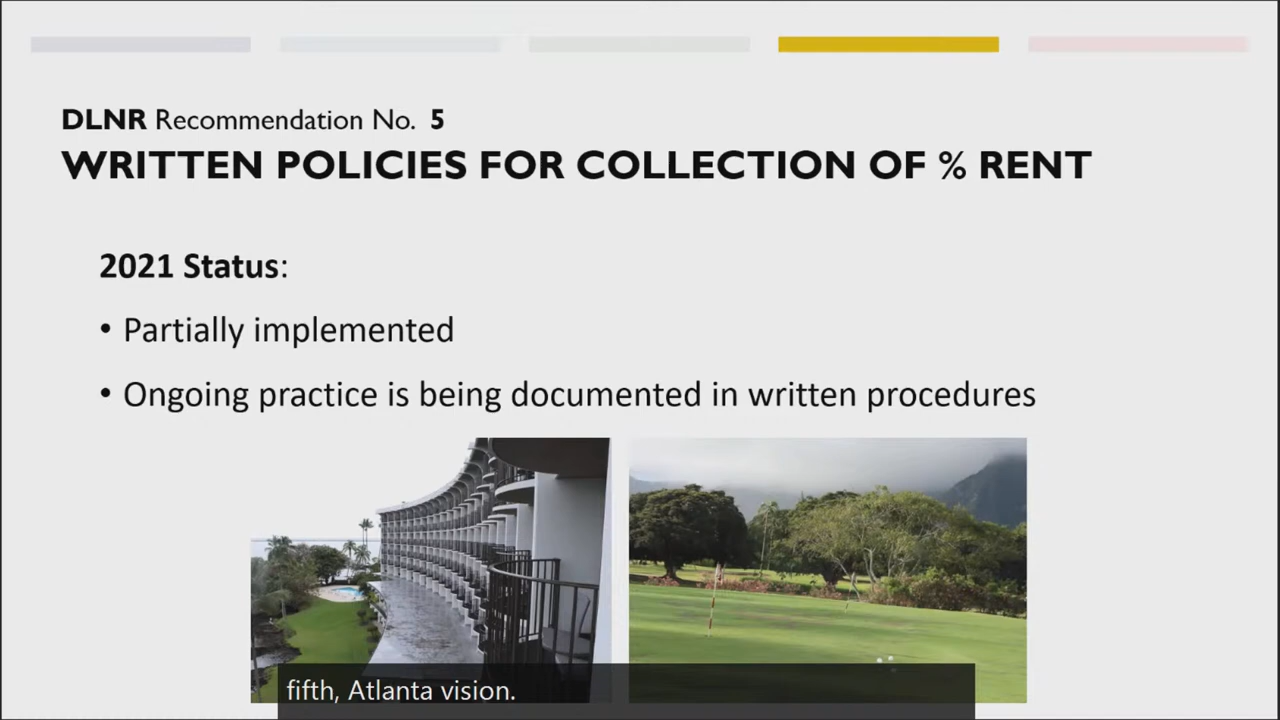 DLNR Recommendation No. 5
WRITTEN POLICIES FOR COLLECTION OF % RENT
2021 Status:
• Partially implemented
• Ongoing practice is being documented in written procedures
fifth, Atlanta vision.